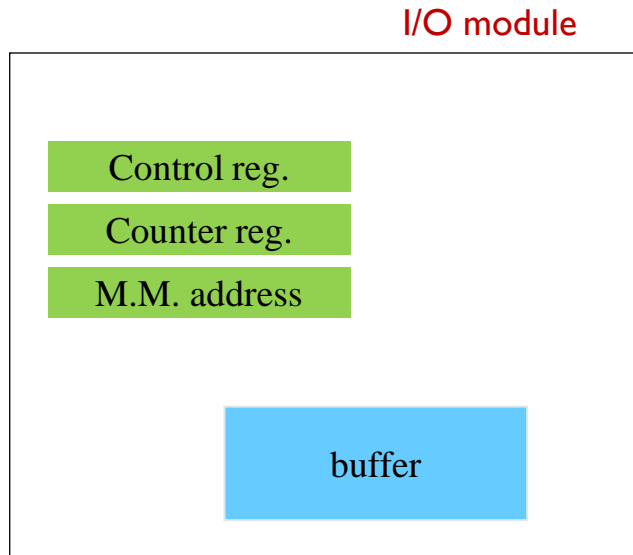 I/O module
Control reg.
Counter reg.
M.M. address
buffer